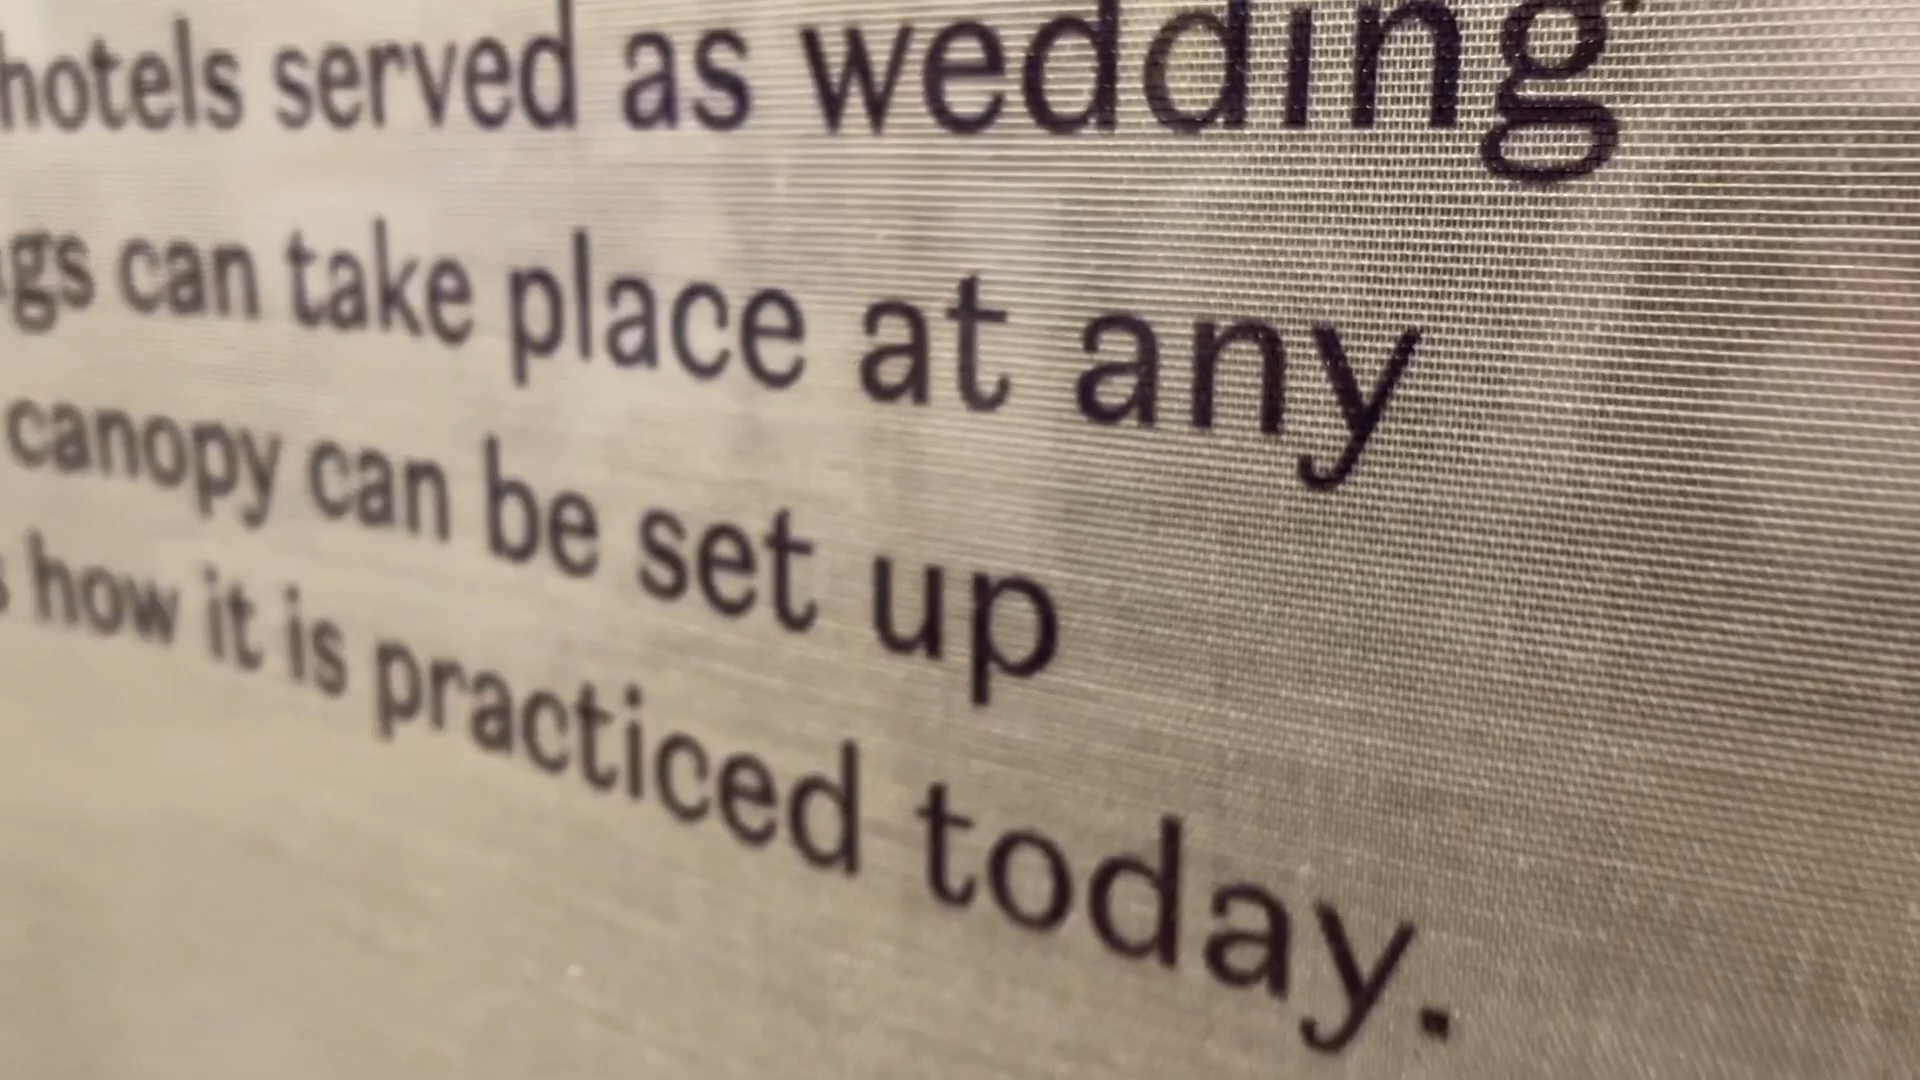 hotels served as wedding
gs can take place at any
canopy can be set up
s how it is practiced today.